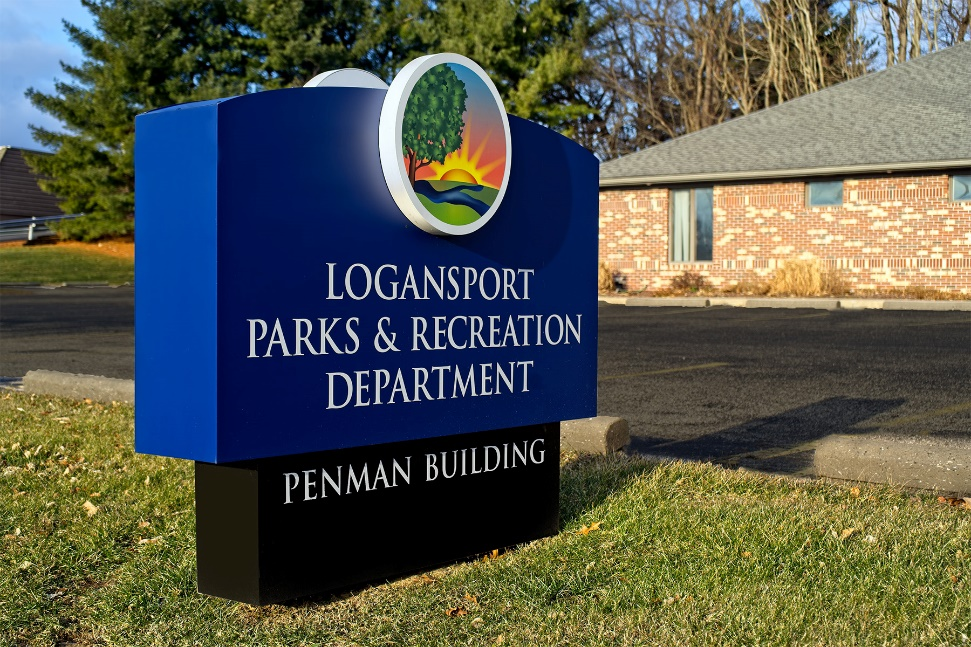 LOGANSPORT
PARKS & RECREATION
DEPARTMENT
PENMAN BUILDING